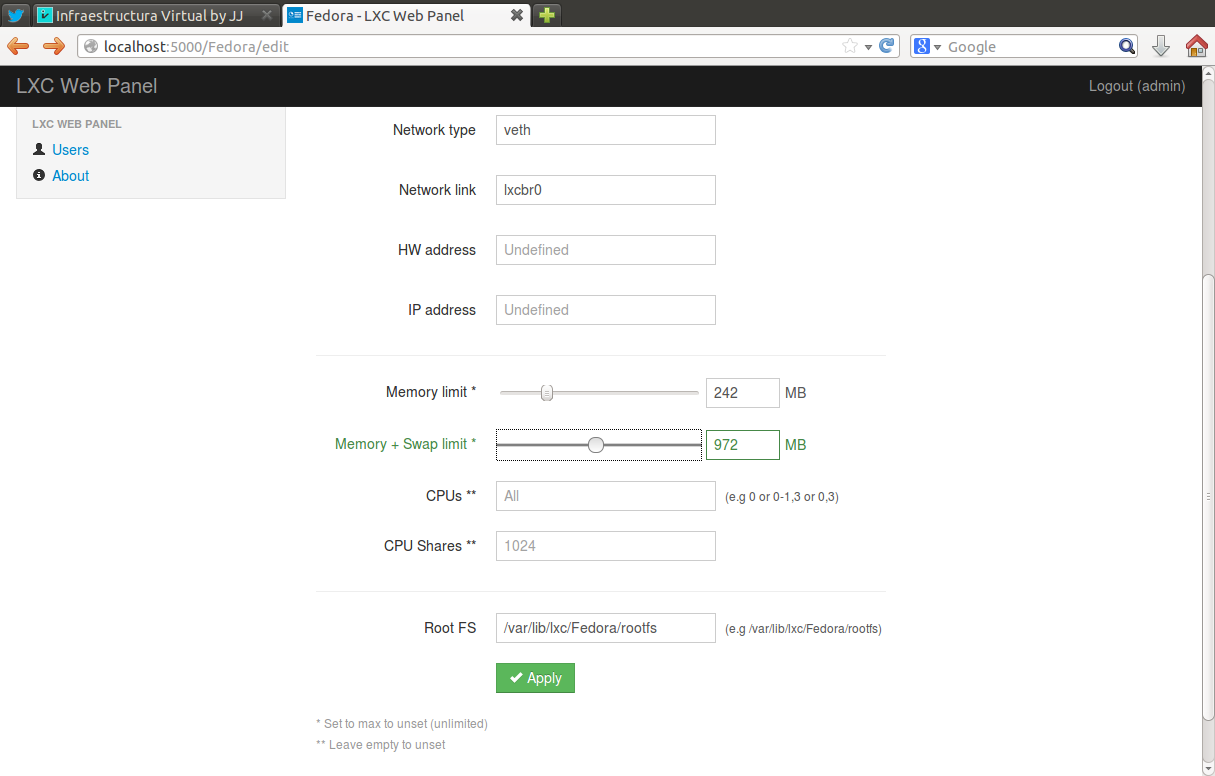 Infraestructura Virtual by JJ
Fedora - LXC Web Panel
localhost:5000/Fedora/edit
Google
LXC Web Panel
Logout (admin)
LXC WEB PANEL
Users
About
Network type veth
Network link lxcbr0
HW address Undefined
IP address Undefined
Memory limit * 242 MB
Memory + Swap limit * 972 MB
CPUs ** All (e.g 0 or 0-1,3 or 0,3)
CPU Shares ** 1024
Root FS /var/lib/lxc/Fedora/rootfs (e.g /var/lib/lxc/Fedora/rootfs)
Apply
* Set to max to unset (unlimited)
** Leave empty to unset